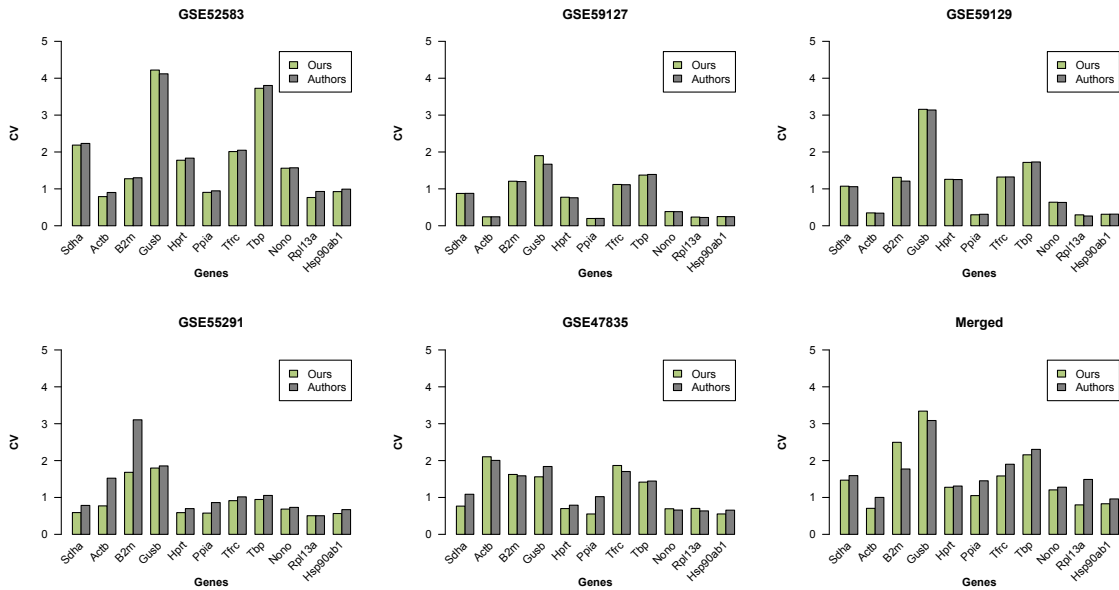 GSE52583
5
4
3
2
1
0
CV
Ours
Authors
Sdha
Actb
B2m
Gusb
Hprt
Ppia
Tfrc
Tbp
Nono
Rpl13a
Hsp90ab1
Genes
GSE59127
5
4
3
2
1
0
CV
Ours
Authors
Sdha
Actb
B2m
Gusb
Hprt
Ppia
Tfrc
Tbp
Nono
Rpl13a
Hsp90ab1
Genes
GSE59129
5
4
3
2
1
0
CV
Ours
Authors
Sdha
Actb
B2m
Gusb
Hprt
Ppia
Tfrc
Tbp
Nono
Rpl13a
Hsp90ab1
Genes
GSE55291
5
4
3
2
1
0
CV
Ours
Authors
Sdha
Actb
B2m
Gusb
Hprt
Ppia
Tfrc
Tbp
Nono
Rpl13a
Hsp90ab1
Genes
GSE47835
5
4
3
2
1
0
CV
Ours
Authors
Sdha
Actb
B2m
Gusb
Hprt
Ppia
Tfrc
Tbp
Nono
Rpl13a
Hsp90ab1
Genes
Merged
5
4
3
2
1
0
CV
Ours
Authors
Sdha
Actb
B2m
Gusb
Hprt
Ppia
Tfrc
Tbp
Nono
Rpl13a
Hsp90ab1
Genes